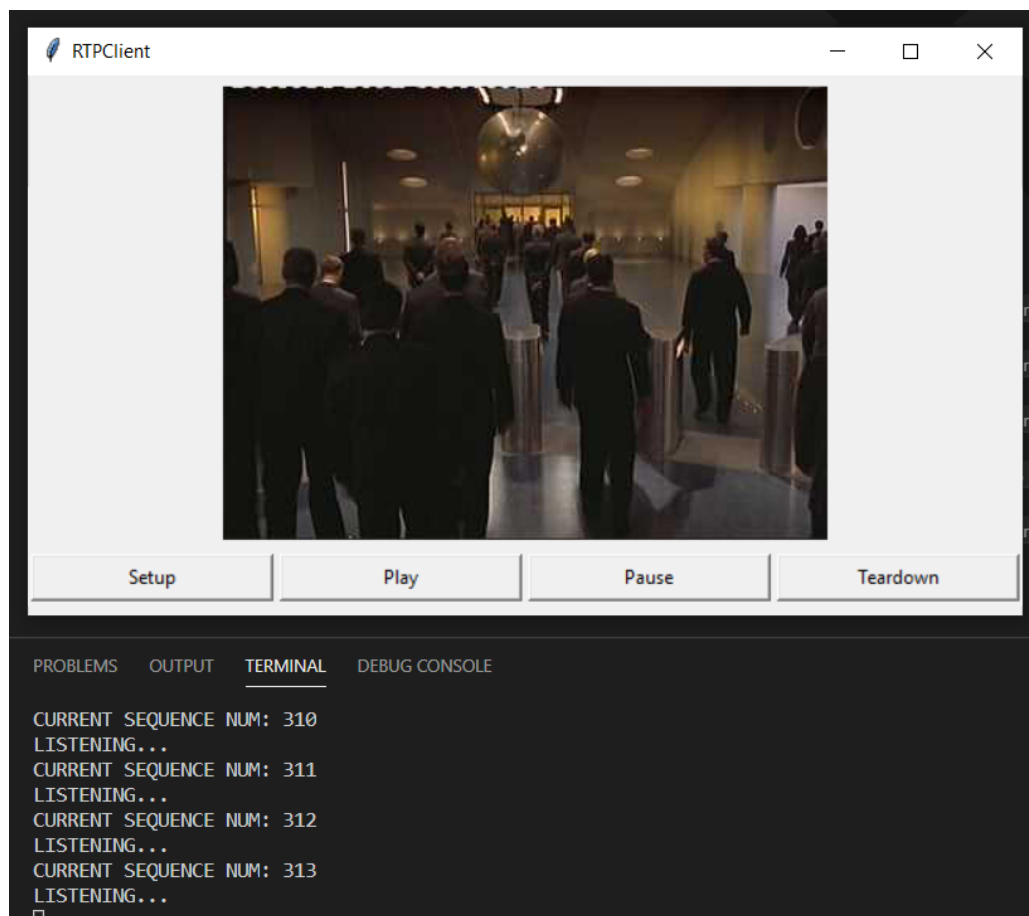 RTPClient
Setup Play Pause Teardown
PROBLEMS OUTPUT TERMINAL DEBUG CONSOLE
CURRENT SEQUENCE NUM: 310
LISTENING...
CURRENT SEQUENCE NUM: 311
LISTENING...
CURRENT SEQUENCE NUM: 312
LISTENING...
CURRENT SEQUENCE NUM: 313
LISTENING...